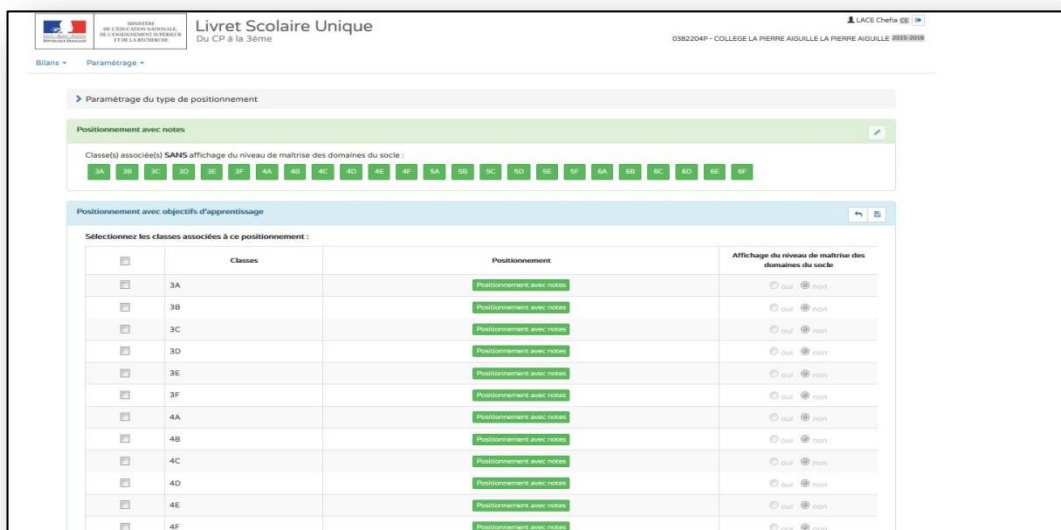 LACE Chefia CE
MINISTÈRE
DE L'ÉDUCATION NATIONALE,
DE L'ENSEIGNEMENT SUPÉRIEUR
ET DE LA RECHERCHE
Livret Scolaire Unique
Du CP à la 3ème
0382204P - COLLEGE LA PIERRE AIGUILLE LA PIERRE AIGUILLE 2015-2016
Bilans Paramétrage
Paramétrage du type de positionnement
Positionnement avec notes
Classe(s) associée(s) SANS affichage du niveau de maîtrise des domaines du socle :
3A 3B 3C 3D 3E 3F 4A 4B 4C 4D 4E 4F 5A 5B 5C 5D 5E 5F 6A 6B 6C 6D 6E 6F
Positionnement avec objectifs d'apprentissage
Sélectionnez les classes associées à ce positionnement :
Classes Positionnement Affichage du niveau de maîtrise des
domaines du socle
3A Positionnement avec notes oui non
3B Positionnement avec notes oui non
3C Positionnement avec notes oui non
3D Positionnement avec notes oui non
3E Positionnement avec notes oui non
3F Positionnement avec notes oui non
4A Positionnement avec notes oui non
4B Positionnement avec notes oui non
4C Positionnement avec notes oui non
4D Positionnement avec notes oui non
4E Positionnement avec notes oui non
4F Positionnement avec notes oui non